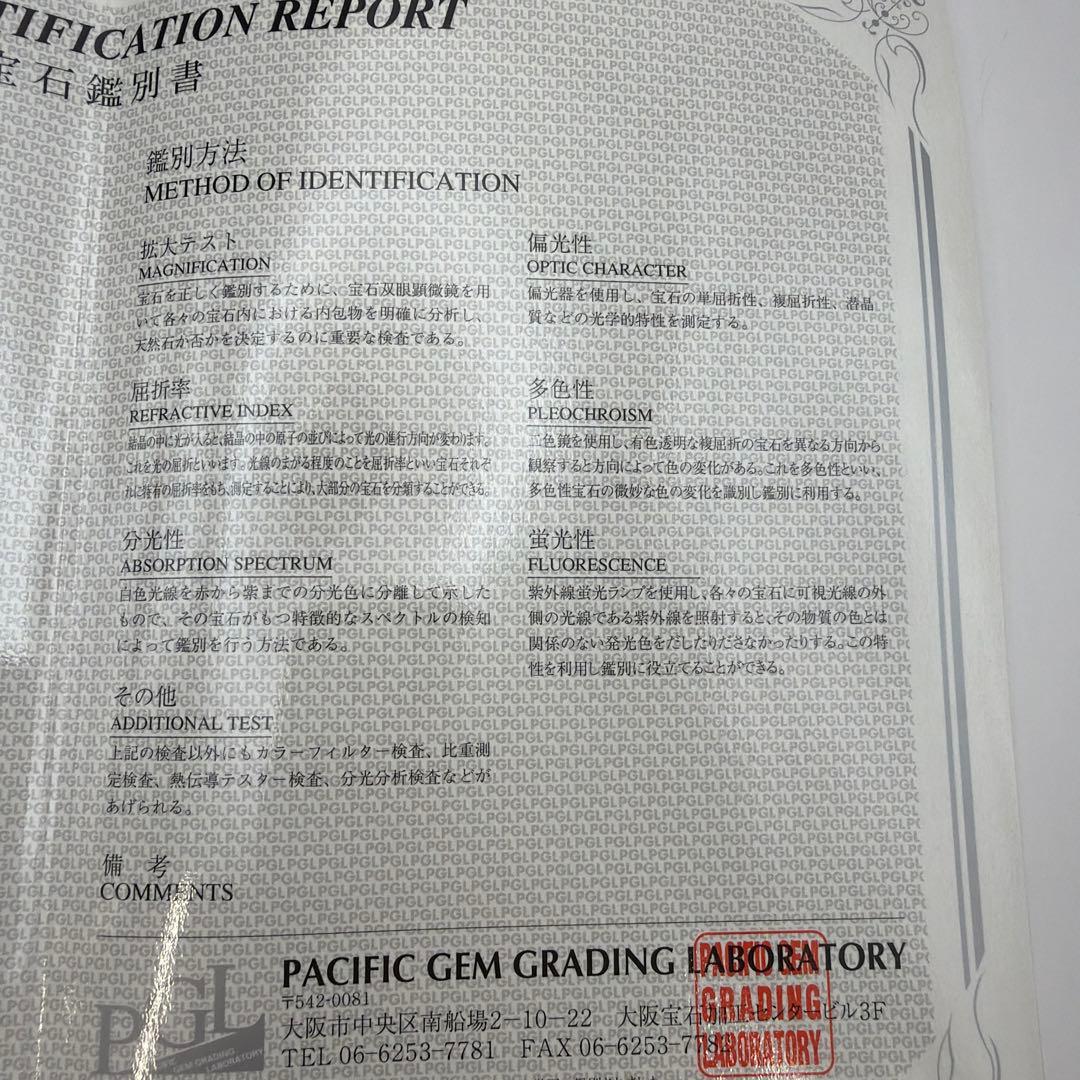 TIFICATION REPORT
宝石鑑別書
鑑別方法
METHOD OF IDENTIFICATION
拡大テスト
MAGNIFICATION
宝石を正しく鑑別するために、宝石双眼顕微鏡を用
いて各々の宝石内における内包物を明確に分析し、
天然石か否かを決定するのに重要な検査である。
屈折率
REFRACTIVE INDEX
結晶の中に光が入ると、結晶の中の原子の並びによって光の進行方向が変わります。
これを光の屈折といいます。光線のまがる程度のことを屈折率といい宝石それぞ
れに特有の屈折率をもち、測定することにより、大部分の宝石を分類することができる。
分光性
ABSORPTION SPECTRUM
白色光線を赤から紫までの分光色に分離して示した
もので、その宝石がもつ特徴的なスペクトルの検知
によって鑑別を行う方法である。
その他
ADDITIONAL TEST
上記の検査以外にもカラーフィルター検査、比重測
定検査、熱伝導テスター検査、分光分析検査などが
あげられる。
偏光性
OPTIC CHARACTER
偏光器を使用し、宝石の単屈折性、複屈折性、潜晶
質などの光学的特性を測定する。
多色性
PLEOCHROISM
二色鏡を使用し、有色透明な複屈折の宝石を異なる方向から
観察すると方向によって色の変化がある。これを多色性といい、
多色性宝石の微妙な色の変化を識別し鑑別に利用する。
蛍光性
FLUORESCENCE
紫外線蛍光ランプを使用し、各々の宝石に可視光線の外
側の光線である紫外線を照射すると、その物質の色とは
関係のない発光色をだしたりださなかったりする。この特
性を利用し鑑別に役立てることができる。
備考
COMMENTS
PGL
PACIFIC GEM GRADING LABORATORY
〒542-0081
大阪市中央区南船場2-10-22 大阪宝石加工センタービル3F
TEL 06-6253-7781 FAX 06-6253-778
PACIFIC GEM
GRADING
LABORATORY